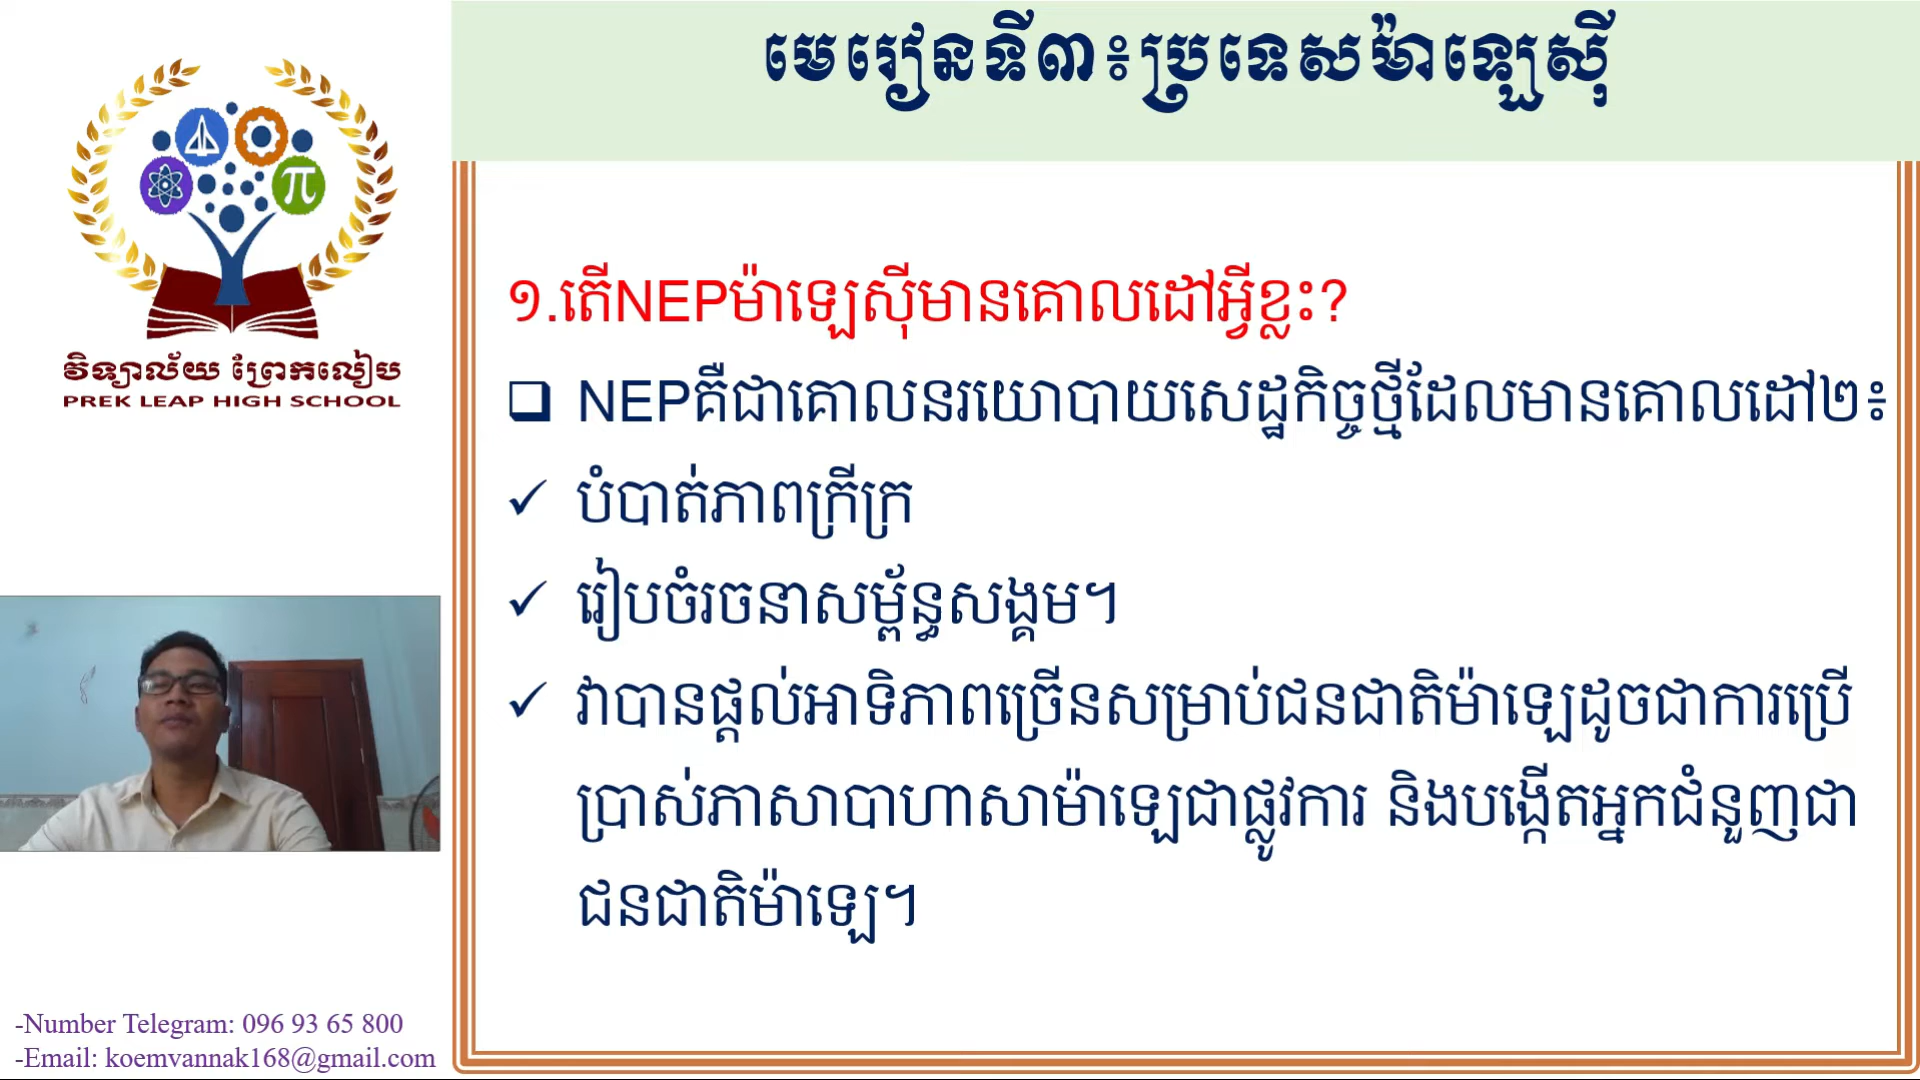 មេរៀនទី៣៖ប្រទេសម៉ាឡេស៊ី
វិទ្យាល័យ ព្រែកលៀប
PREK LEAP HIGH SCHOOL
១.តើNEPម៉ាឡេស៊ីមានគោលដៅអ្វីខ្លះ?
NEPគឺជាគោលនរយោបាយសេដ្ឋកិច្ចថ្មីដែលមានគោលដៅ២៖
✓ បំបាត់ភាពក្រីក្រ
✓ រៀបចំរចនាសម្ព័ន្ធសង្គម។
✓ វាបានផ្តល់អាទិភាពច្រើនសម្រាប់ជនជាតិម៉ាឡេដូចជាការប្រើ
ប្រាស់ភាសាបាហាសាម៉ាឡេជាផ្លូវការ និងបង្កើតអ្នកជំនួញជា
ជនជាតិម៉ាឡេ។
-Number Telegram: 096 93 65 800
-Email: koemvannak168@gmail.com